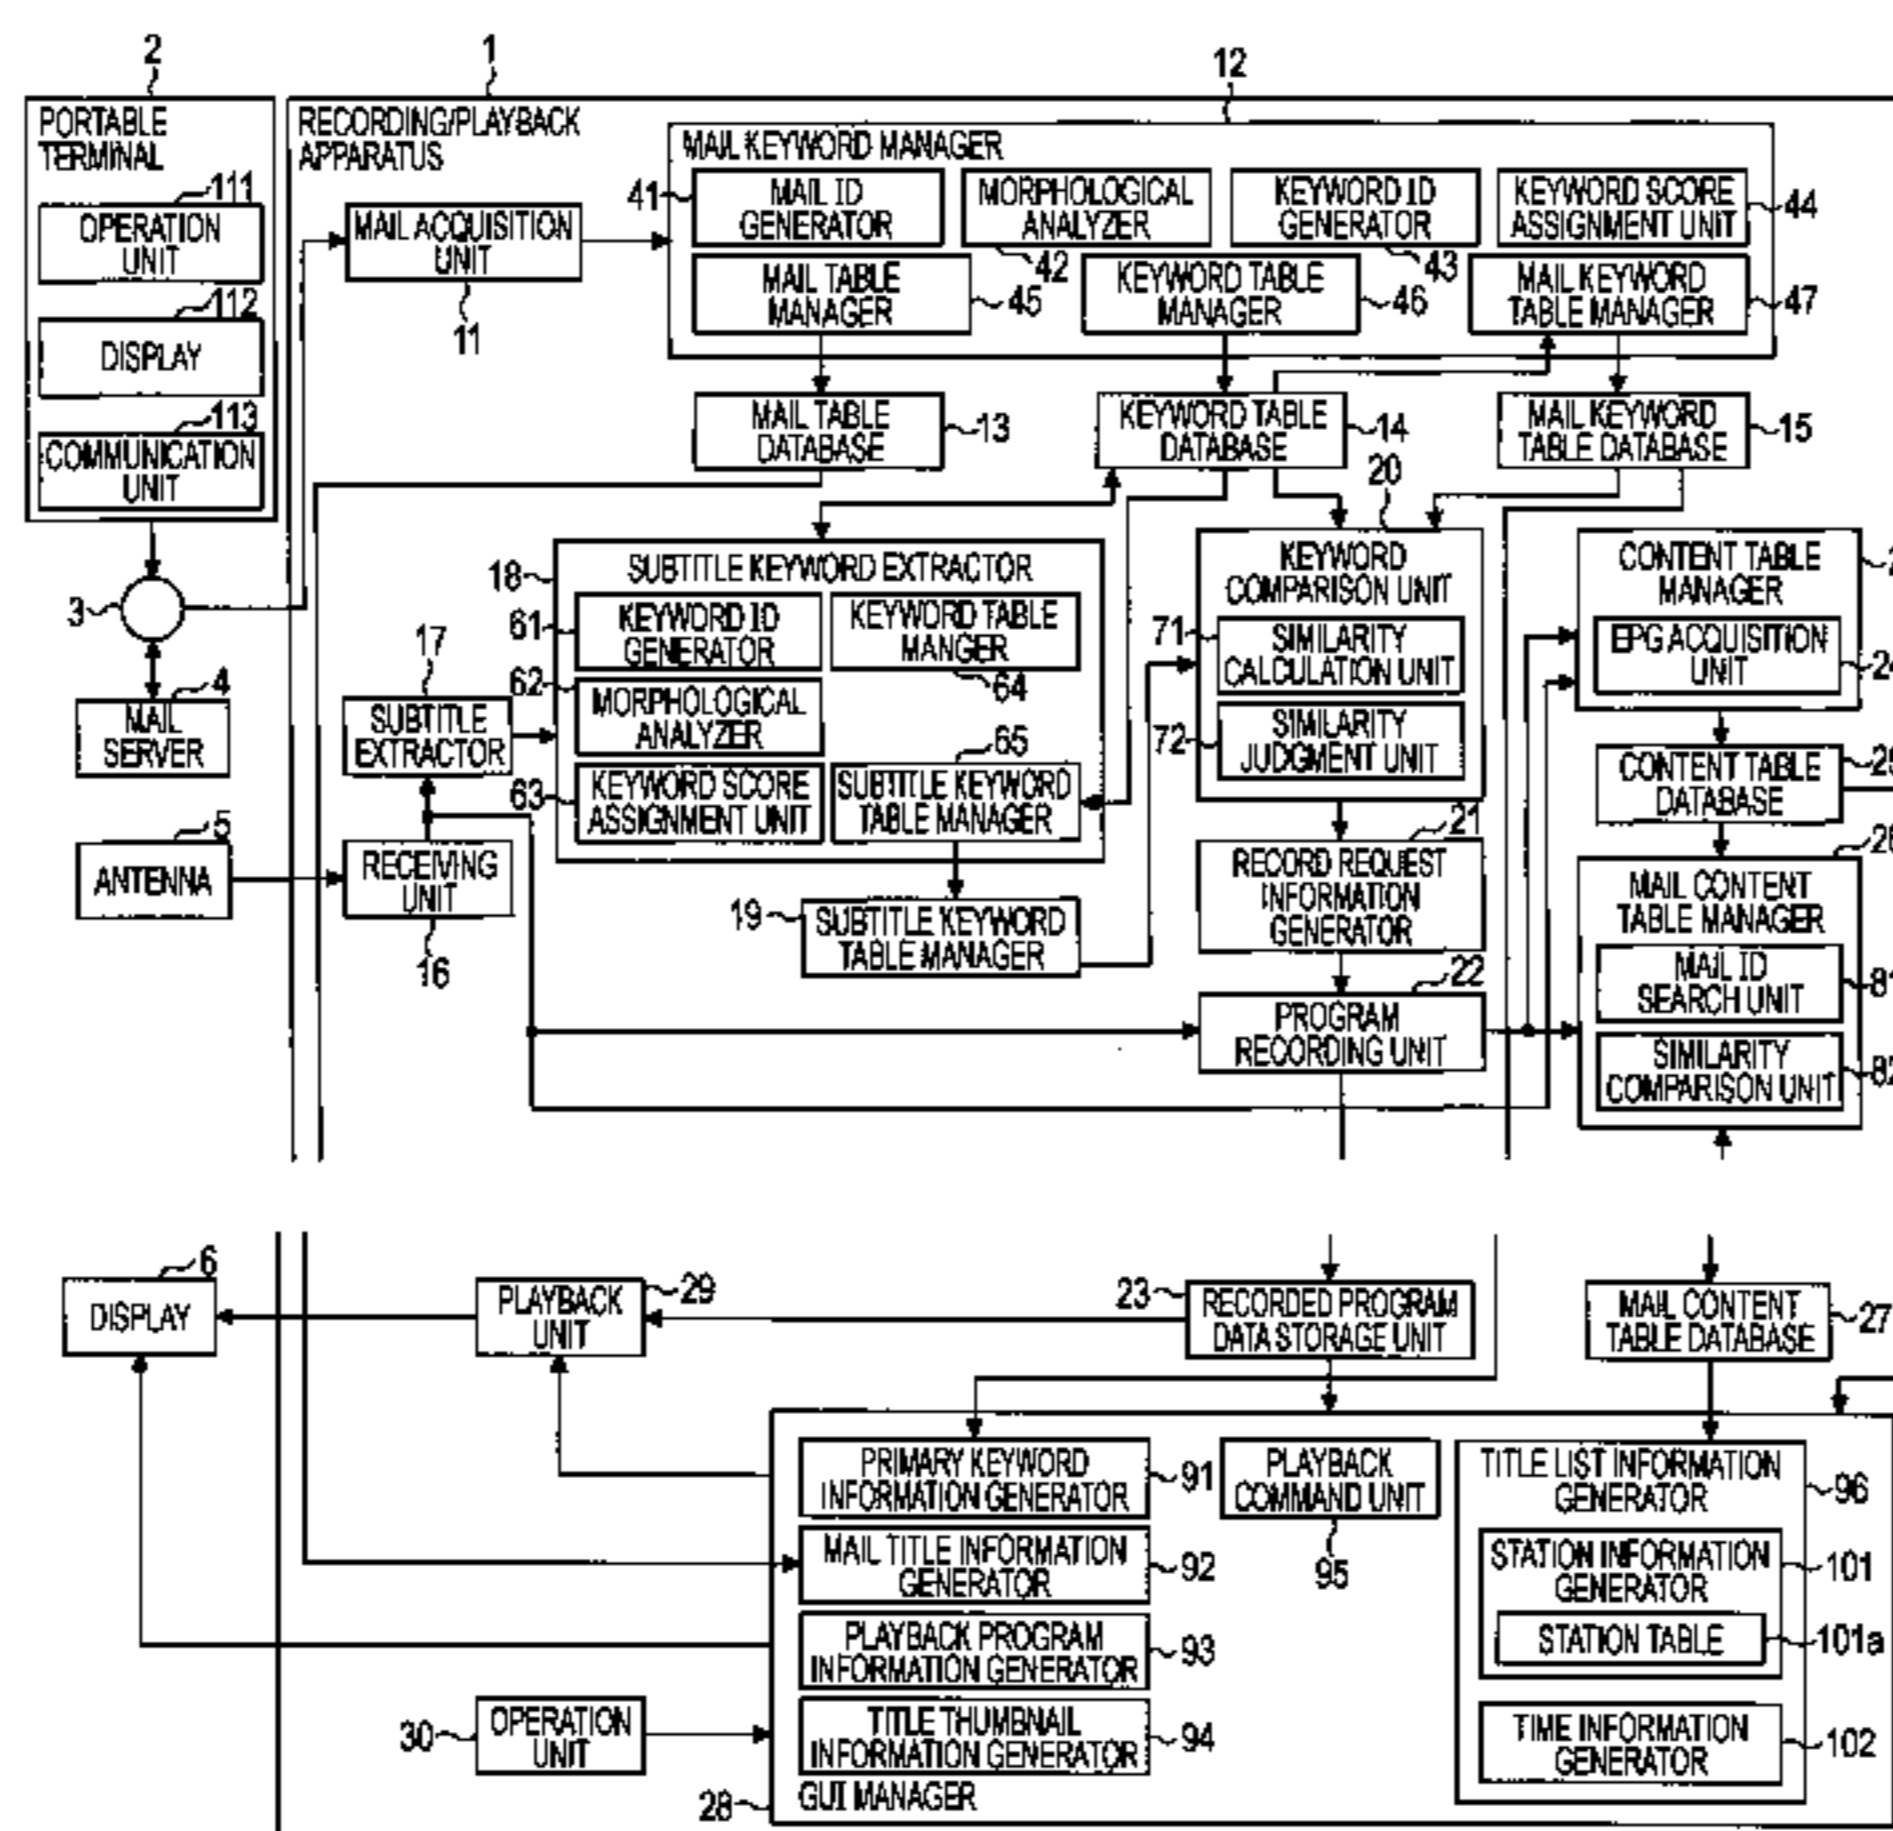 2
1
12
PORTABLE
TERMINAL
RECORDING/PLAYBACK
APPARATUS
MAIL KEYWORD MANAGER
111
OPERATION
UNIT
112
DISPLAY
113
COMMUNICATION
UNIT
MAIL ACQUISITION
UNIT
11
41
MAIL ID
GENERATOR
MORPHOLOGICAL
ANALYZER
42
KEYWORD ID
GENERATOR
43
KEYWORD SCORE
ASSIGNMENT UNIT
44
MAIL TABLE
MANAGER
45
KEYWORD TABLE
MANAGER
46
MAIL KEYWORD
TABLE MANAGER
47
MAIL TABLE
DATABASE
13
KEYWORD TABLE
DATABASE
14
MAIL KEYWORD
TABLE DATABASE
15
3
4
MAIL
SERVER
5
ANTENNA
17
SUBTITLE
EXTRACTOR
RECEIVING
UNIT
16
18
SUBTITLE KEYWORD EXTRACTOR
61
KEYWORD ID
GENERATOR
KEYWORD TABLE
MANGER
64
62
MORPHOLOGICAL
ANALYZER
65
63
KEYWORD SCORE
ASSIGNMENT UNIT
SUBTITLE KEYWORD
TABLE MANAGER
19
SUBTITLE KEYWORD
TABLE MANAGER
20
KEYWORD
COMPARISON UNIT
71
SIMILARITY
CALCULATION UNIT
72
SIMILARITY
JUDGMENT UNIT
21
RECORD REQUEST
INFORMATION
GENERATOR
22
PROGRAM
RECORDING UNIT
CONTENT TABLE
MANAGER
EPG ACQUISITION
UNIT
24
CONTENT TABLE
DATABASE
25
26
MAIL CONTENT
TABLE MANAGER
MAIL ID
SEARCH UNIT
81
SIMILARITY
COMPARISON UNIT
82
6
DISPLAY
PLAYBACK
UNIT
29
23
RECORDED PROGRAM
DATA STORAGE UNIT
MAIL CONTENT
TABLE DATABASE
27
PRIMARY KEYWORD
INFORMATION GENERATOR
91
MAIL TITLE INFORMATION
GENERATOR
92
PLAYBACK PROGRAM
INFORMATION GENERATOR
93
TITLE THUMBNAIL
INFORMATION GENERATOR
94
PLAYBACK
COMMAND UNIT
95
TITLE LIST INFORMATION
GENERATOR
96
STATION INFORMATION
GENERATOR
101
STATION TABLE
101a
TIME INFORMATION
GENERATOR
102
30
OPERATION
UNIT
28
GUI MANAGER